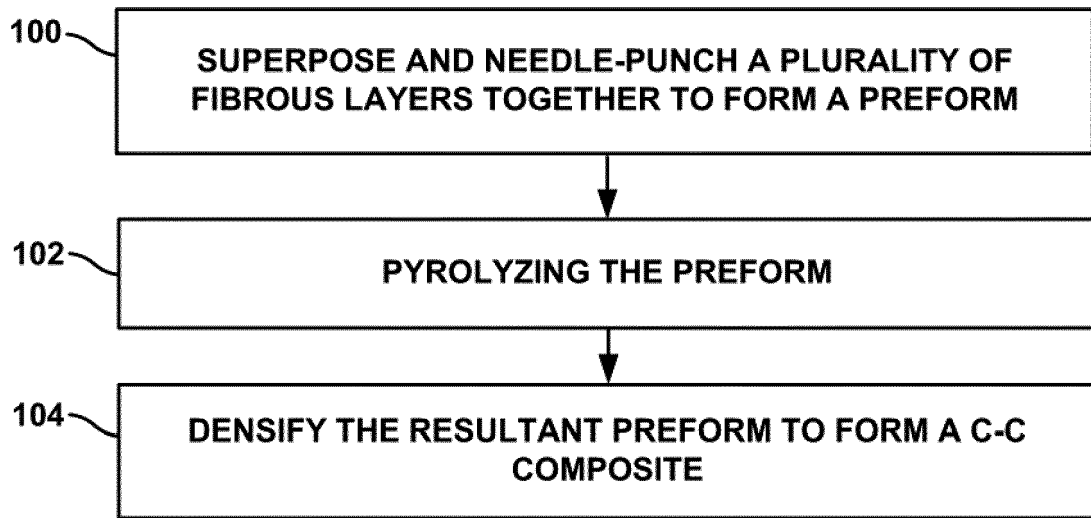 100
SUPERPOSE AND NEEDLE-PUNCH A PLURALITY OF
FIBROUS LAYERS TOGETHER TO FORM A PREFORM
102
PYROLYZING THE PREFORM
104
DENSIFY THE RESULTANT PREFORM TO FORM A C-C
COMPOSITE